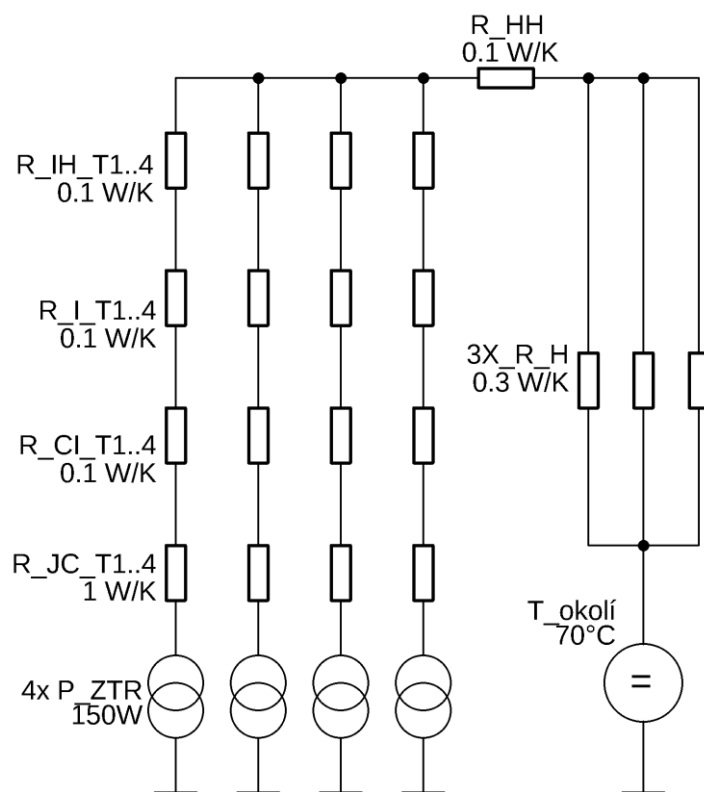 R_HH
0.1 W/K
R_IH_T1..4
0.1 W/K
R_I_T1..4
0.1 W/K
3X_R_H
0.3 W/K
R_CI_T1..4
0.1 W/K
R_JC_T1..4
1 W/K
T_okolí
70°C
4x P_ZTR
150W
=